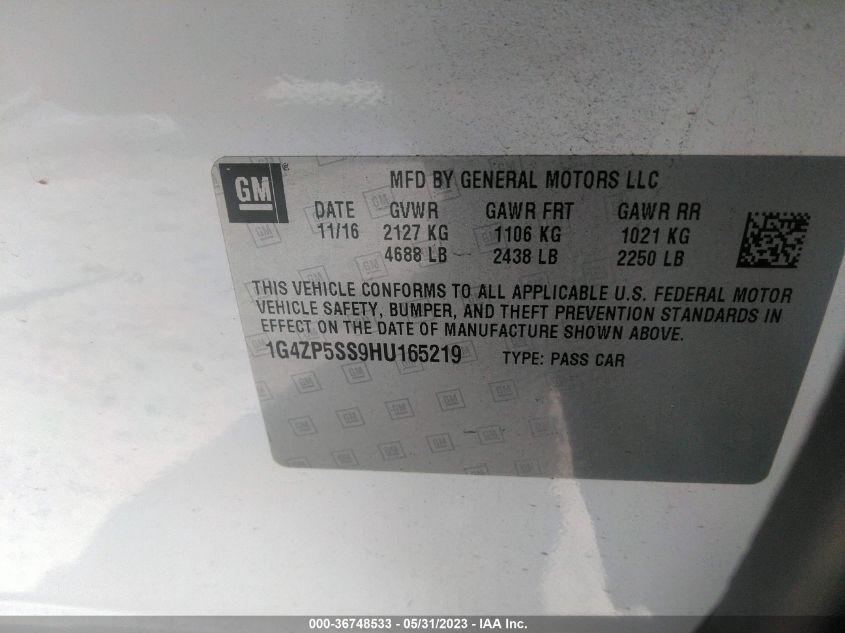 GM ®
MFD BY GENERAL MOTORS LLC
DATE GVWR GAWR FRT GAWR RR
11/16 2127 KG 1106 KG 1021 KG
4688 LB 2438 LB 2250 LB
THIS VEHICLE CONFORMS TO ALL APPLICABLE U.S. FEDERAL MOTOR
VEHICLE SAFETY, BUMPER, AND THEFT PREVENTION STANDARDS IN
EFFECT ON THE DATE OF MANUFACTURE SHOWN ABOVE.
1G4ZP5SS9HU165219 TYPE: PASS CAR
000-36748533 - 05/31/2023 - IAA Inc.